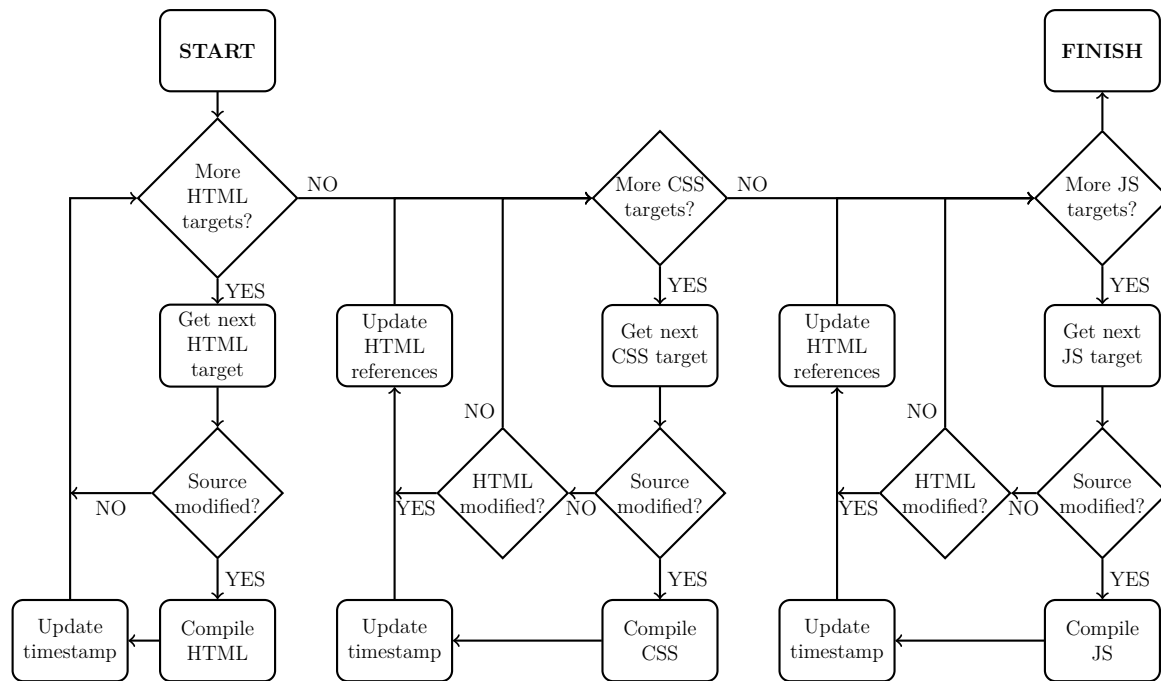 START
FINISH
More
HTML
targets?
NO
More CSS
targets?
NO
More JS
targets?
YES
YES
YES
Get next
HTML
target
Update
HTML
references
Get next
CSS target
Update
HTML
references
Get next
JS target
NO
NO
Source
modified?
NO
HTML
modified?
YES
Source
modified?
NO
HTML
modified?
YES
Source
modified?
NO
YES
YES
YES
Update
timestamp
Compile
HTML
Update
timestamp
Compile
CSS
Update
timestamp
Compile
JS